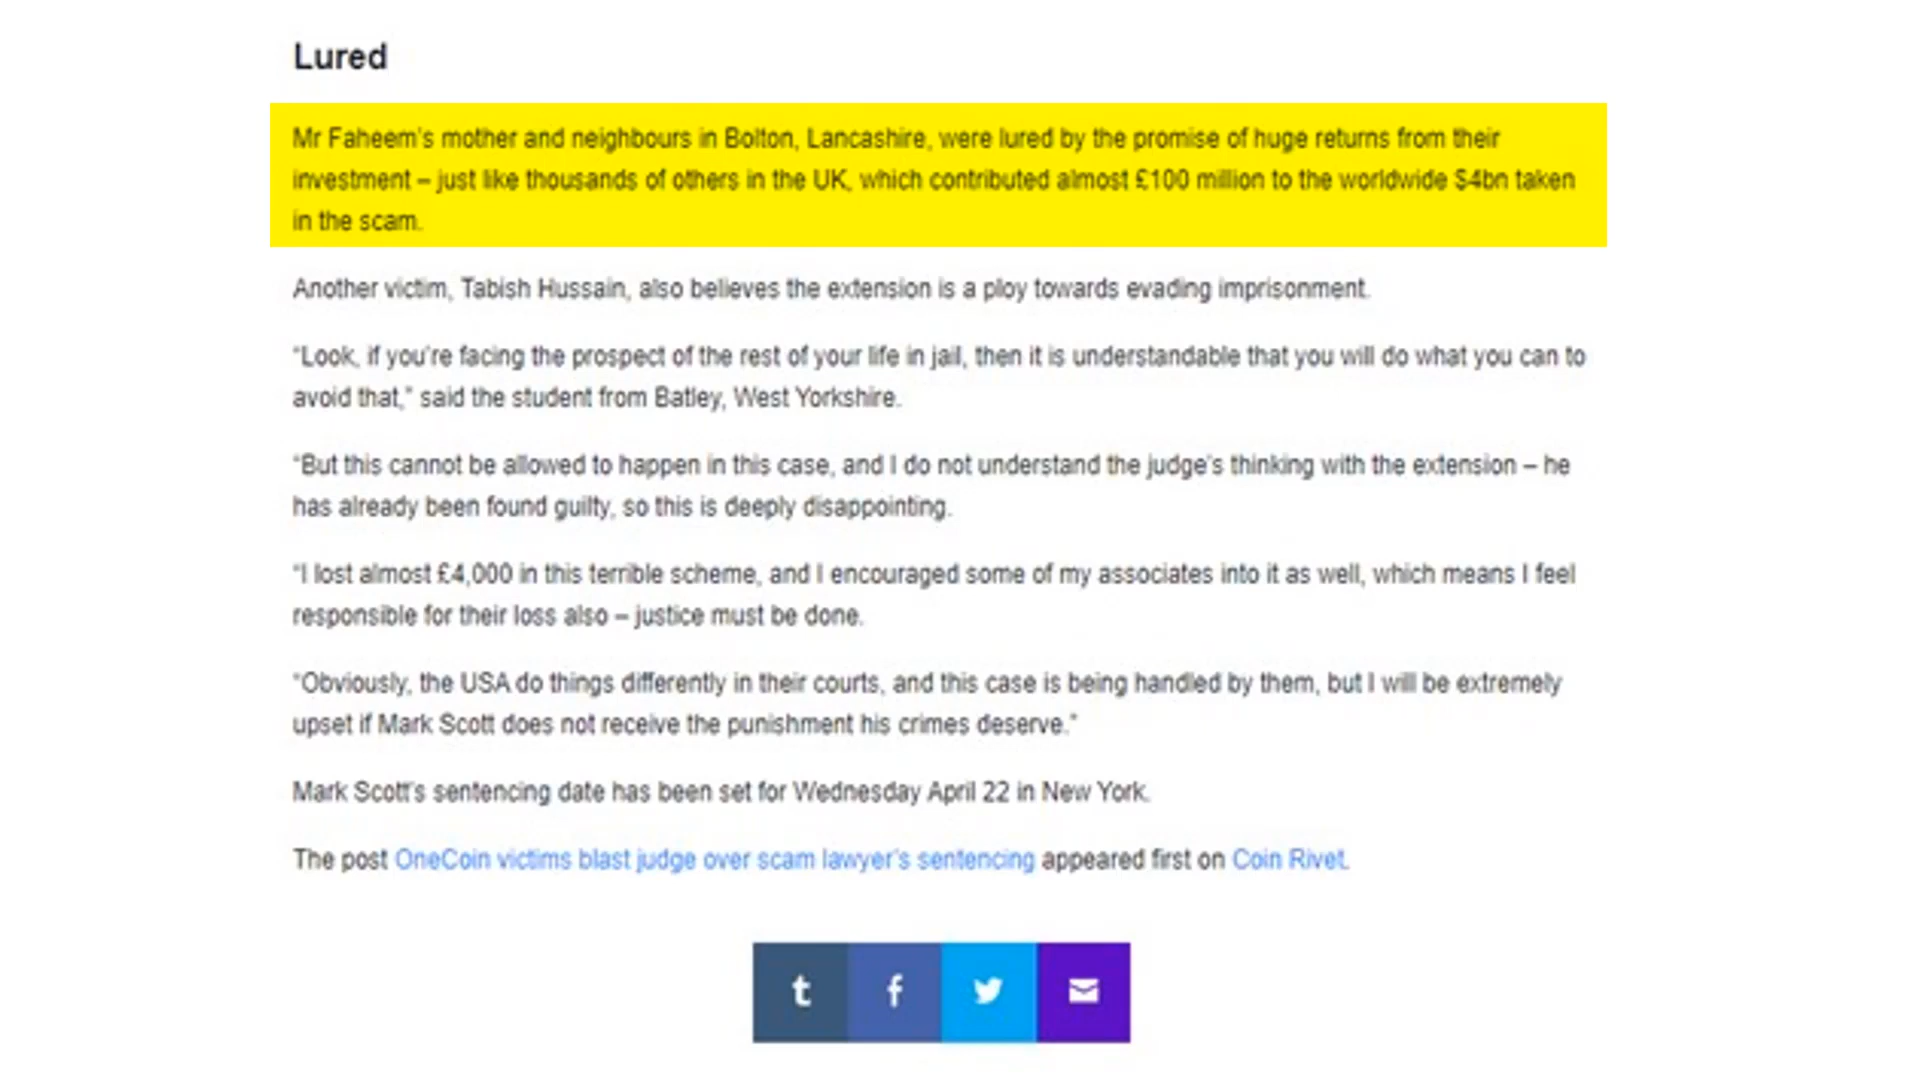 Lured
Mr Faheem's mother and neighbours in Bolton, Lancashire, were lured by the promise of huge returns from their
investment – just like thousands of others in the UK, which contributed almost £100 million to the worldwide $4bn taken
in the scam.
Another victim, Tabish Hussain, also believes the extension is a ploy towards evading imprisonment.
“Look, if you're facing the prospect of the rest of your life in jail, then it is understandable that you will do what you can to
avoid that,” said the student from Batley, West Yorkshire.
“But this cannot be allowed to happen in this case, and I do not understand the judge's thinking with the extension – he
has already been found guilty, so this is deeply disappointing.
“I lost almost £4,000 in this terrible scheme, and I encouraged some of my associates into it as well, which means I feel
responsible for their loss also – justice must be done.
“Obviously, the USA do things differently in their courts, and this case is being handled by them, but I will be extremely
upset if Mark Scott does not receive the punishment his crimes deserve.”
Mark Scott's sentencing date has been set for Wednesday April 22 in New York.
The post OneCoin victims blast judge over scam lawyer's sentencing appeared first on Coin Rivet.